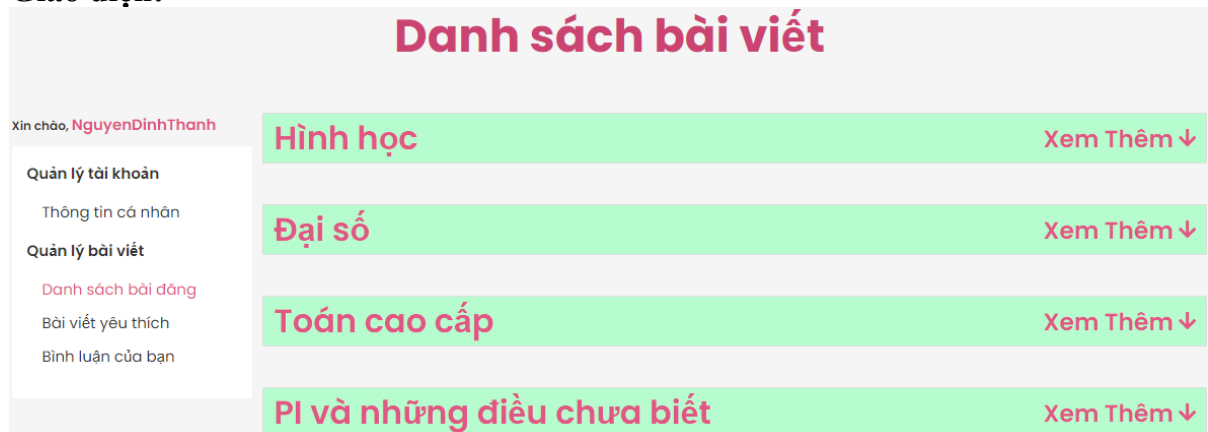 Giao diện:
Danh sách bài viết
Xin chào, NguyenDinhThanh
Quản lý tài khoản
Thông tin cá nhân
Quản lý bài viết
Danh sách bài đăng
Bài viết yêu thích
Bình luận của bạn
Hình học Xem Thêm ↓
Đại số Xem Thêm ↓
Toán cao cấp Xem Thêm ↓
PI và những điều chưa biết Xem Thêm ↓